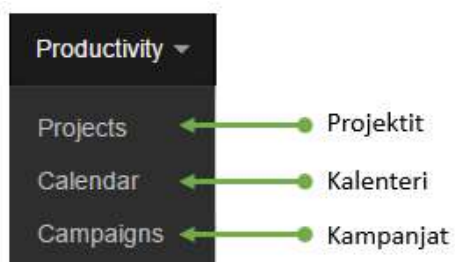 Productivity
Projects Projektit
Calendar Kalenteri
Campaigns Kampanjat